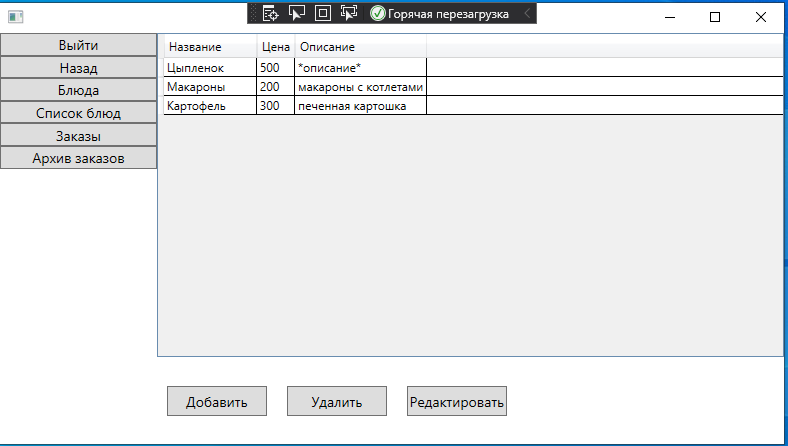 Горячая перезагрузка
Выйти
Назад
Блюда
Список блюд
Заказы
Архив заказов
Название Цена Описание
Цыпленок 500 *описание*
Макароны 200 макароны с котлетами
Картофель 300 печенная картошка
Добавить Удалить Редактировать